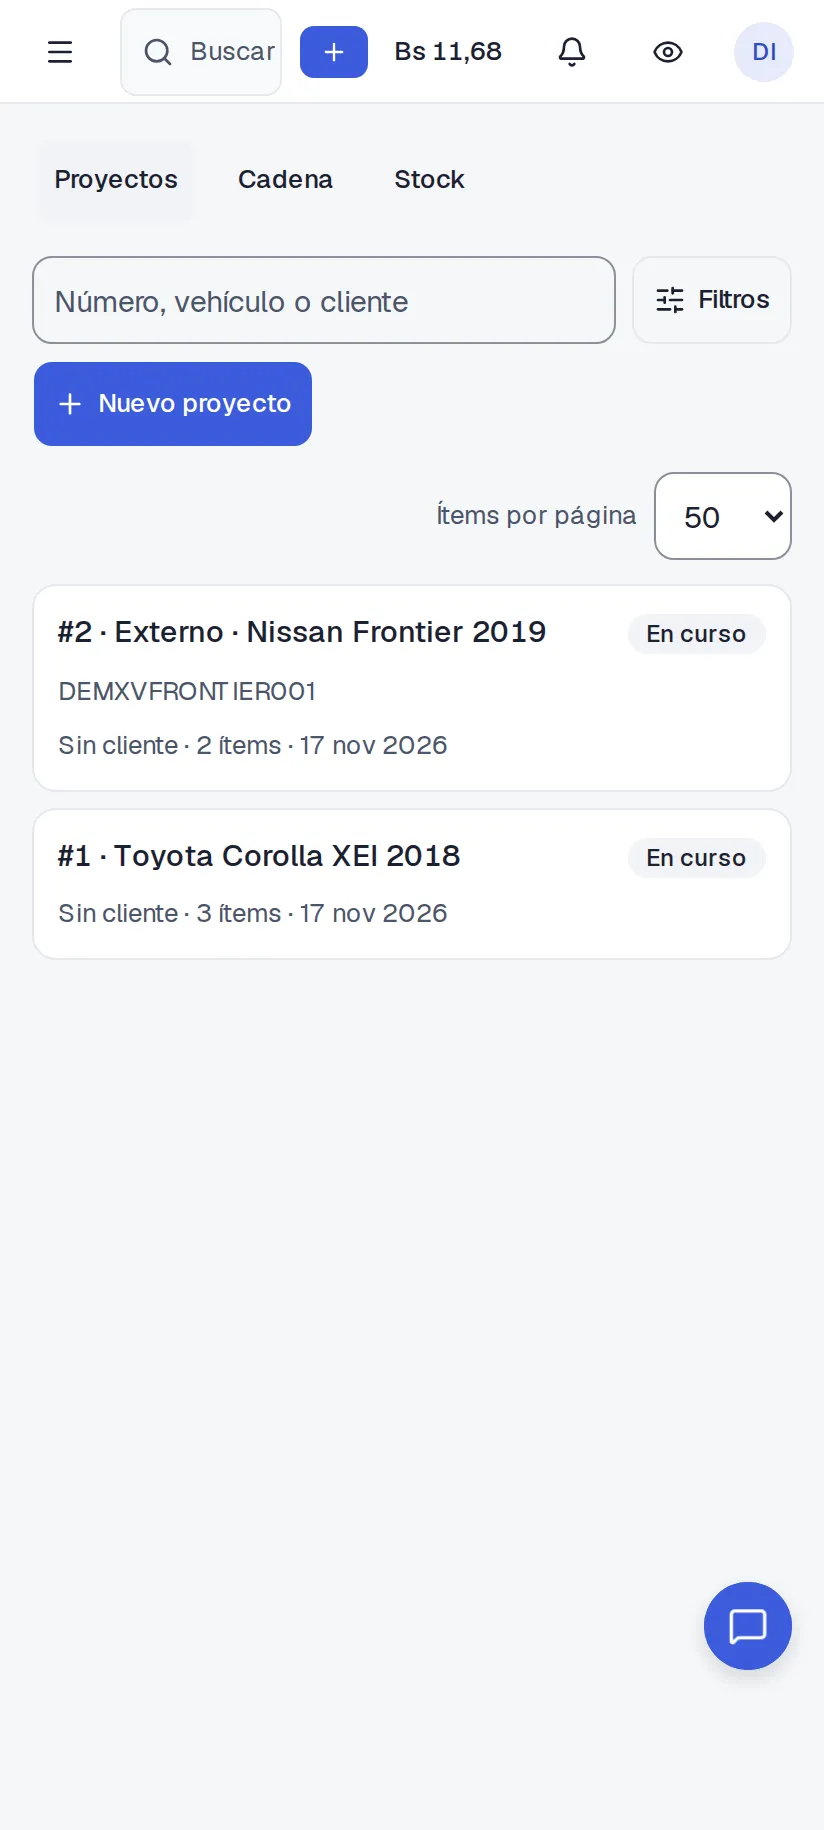 Buscar
Bs 11,68
DI
Proyectos
Cadena
Stock
Número, vehículo o cliente
Filtros
Nuevo proyecto
Ítems por página
50
#2 · Externo · Nissan Frontier 2019
En curso
DEMXVFRONTIER001
Sin cliente · 2 ítems · 17 nov 2026
#1 · Toyota Corolla XEI 2018
En curso
Sin cliente · 3 ítems · 17 nov 2026